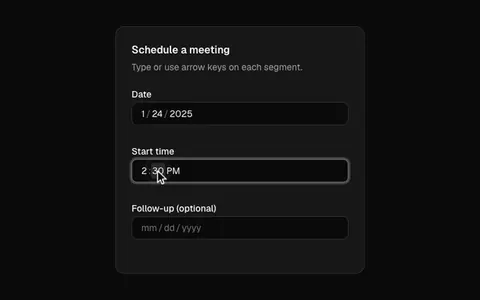 Schedule a meeting
Type or use arrow keys on each segment.
Date
1 / 24 / 2025
Start time
2 : 30 PM
Follow-up (optional)
mm / dd / yyyy